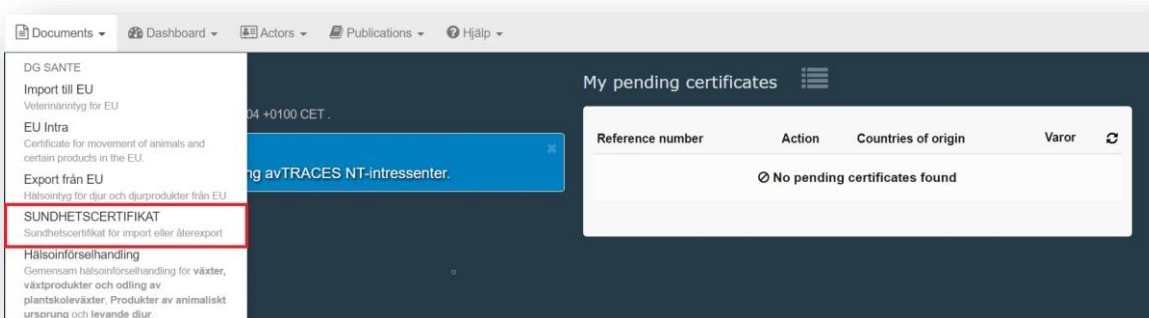 Documents Dashboard Actors Publications Hjälp
DG SANTE
Import till EU
Veterinärintyg för EU
EU Intra
Certificate for movement of animals and
certain products in the EU.
Export från EU
Hälsointyg för djur och djurprodukter från EU
SUNDHETSCERTIFIKAT
Sundhetscertifikat för import eller återexport
Hälsoinförselhandling
Gemensam hälsoinförselhandling för växter,
växtprodukter och odling av
plantskoleväxter, Produkter av animaliskt
ursprung och levande djur
04 +0100 CET .
ng avTRACES NT-intressenter.
My pending certificates
Reference number Action Countries of origin Varor
No pending certificates found